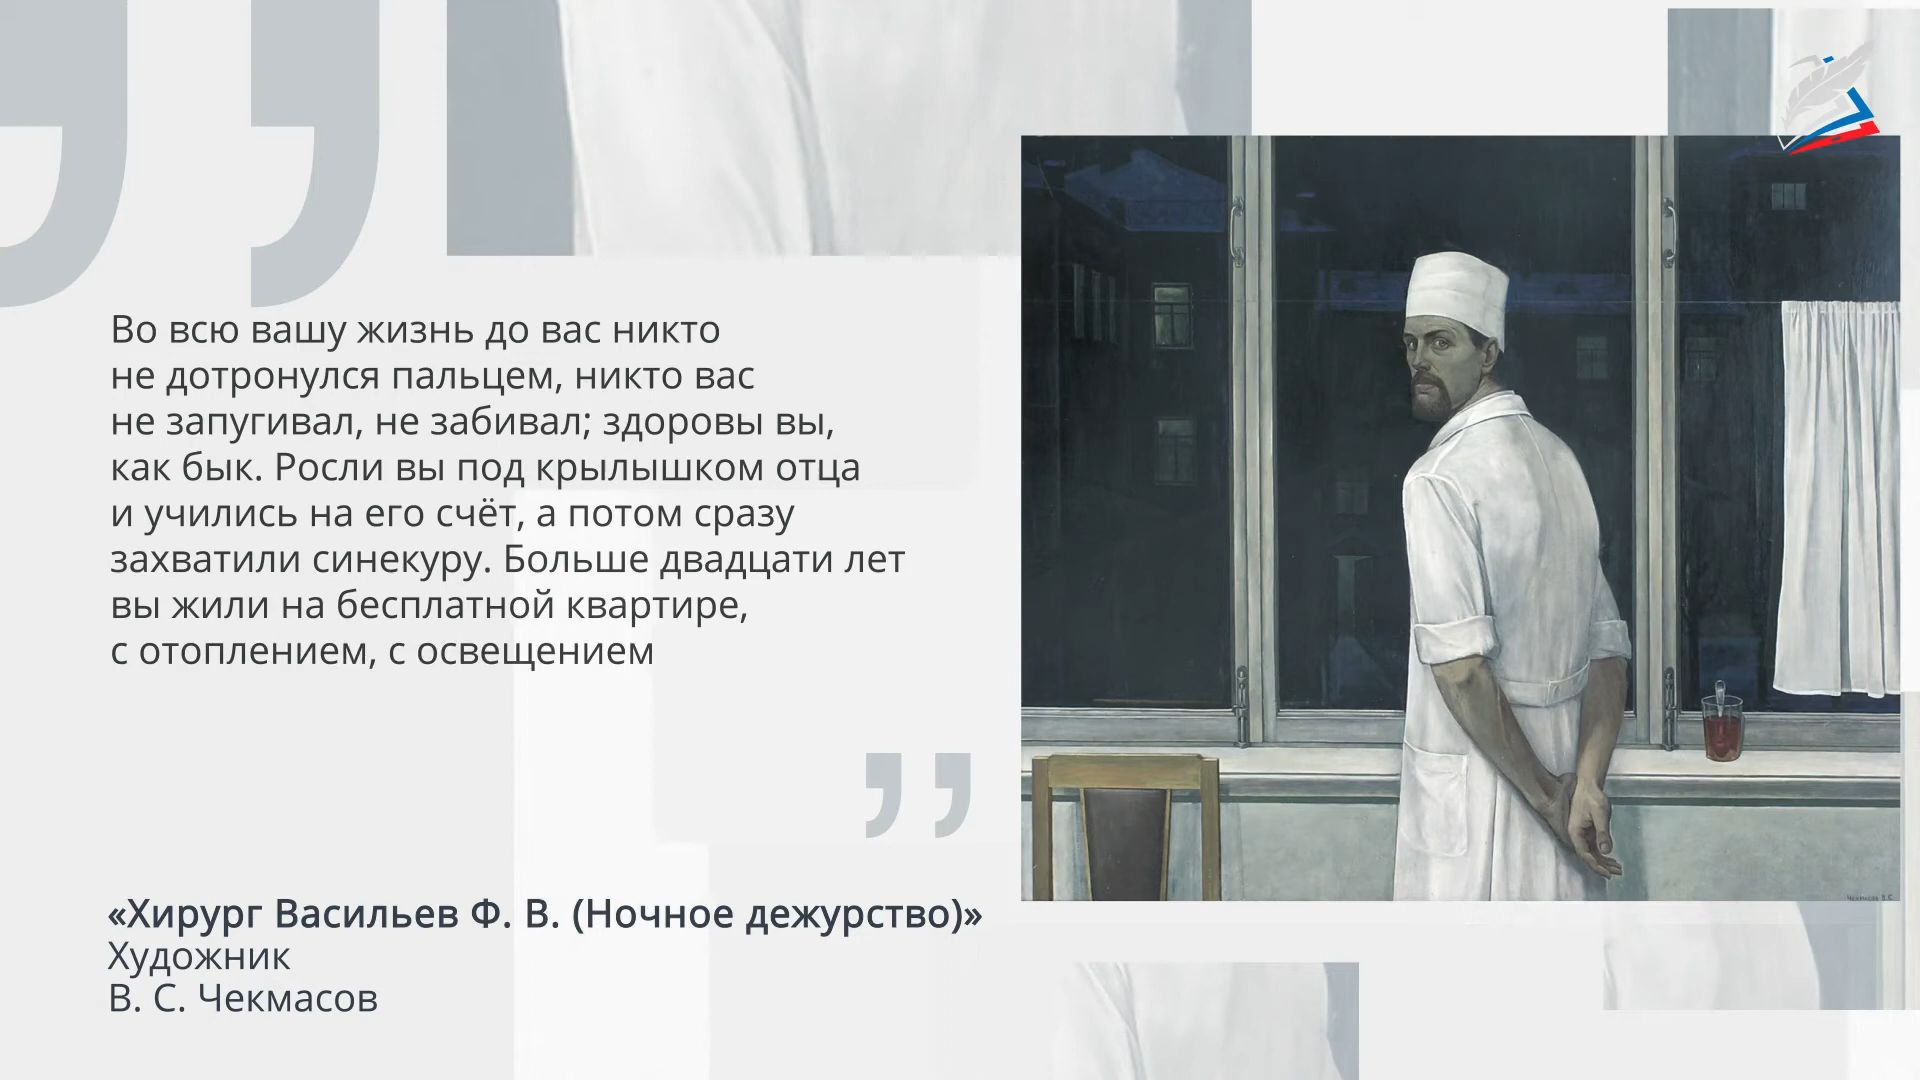 Во всю вашу жизнь до вас никто
не дотронулся пальцем, никто вас
не запугивал, не забивал; здоровы вы,
как бык. Росли вы под крылышком отца
и учились на его счёт, а потом сразу
захватили синекуру. Больше двадцати лет
вы жили на бесплатной квартире,
с отоплением, с освещением
«Хирург Васильев Ф. В. (Ночное дежурство)»
Художник
В. С. Чекмасов